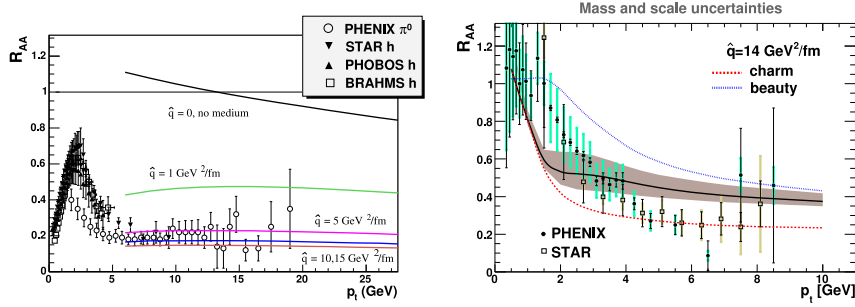 Mass and scale uncertainties
R_AA
1.2
1
0.8
0.6
0.4
0.2
0
0
5
10
15
20
25
p_t (GeV)
PHENIX π⁰
STAR h
PHOBOS h
BRAHMS h
q̂ =0, no medium
q̂ = 1 GeV ²/fm
q̂ = 5 GeV ²/fm
q̂ = 10,15 GeV ²/fm
R_AA
1.2
1
0.8
0.6
0.4
0.2
0
0
2
4
6
8
10
p_t [GeV]
q̂=14 GeV²/fm
charm
beauty
PHENIX
STAR